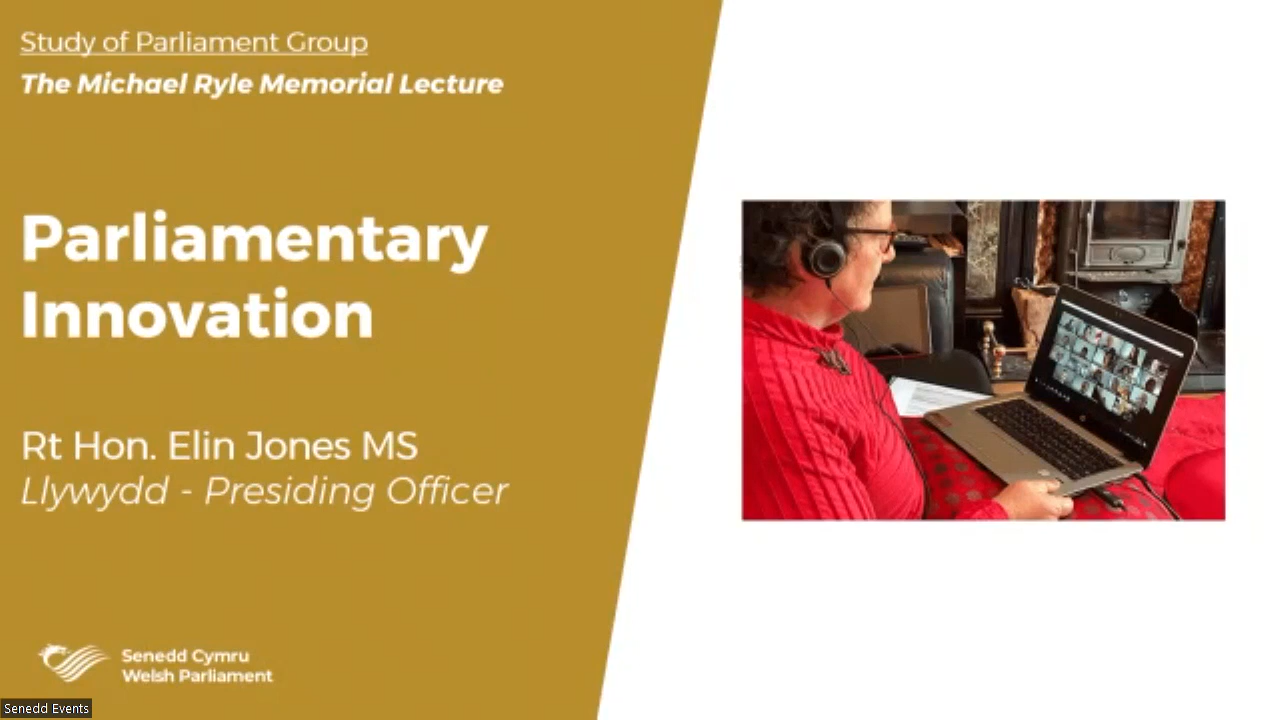 Study of Parliament Group
The Michael Ryle Memorial Lecture
Parliamentary
Innovation
Rt Hon. Elin Jones MS
Llywydd - Presiding Officer
Senedd Cymru
Welsh Parliament
Senedd Events